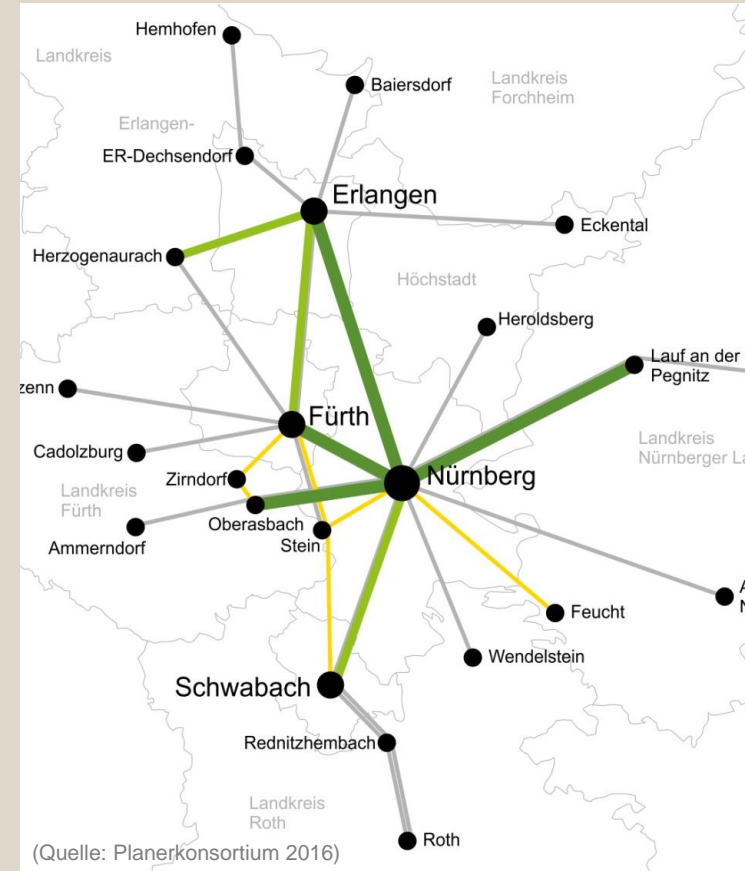 Hemhofen
Landkreis
Baiersdorf
Landkreis
Forchheim
Erlangen-
ER-Dechsendorf
Erlangen
Eckental
Herzogenaurach
Höchstadt
Heroldsberg
Lauf an der
Pegnitz
zenn
Fürth
Cadolzburg
Landkreis
Nürnberger La
Zirndorf
Nürnberg
Landkreis
Fürth
Oberasbach
Stein
Ammerndorf
Feucht
Wendelstein
Schwabach
Rednitzhembach
Landkreis
Roth
Roth
(Quelle: Planerkonsortium 2016)